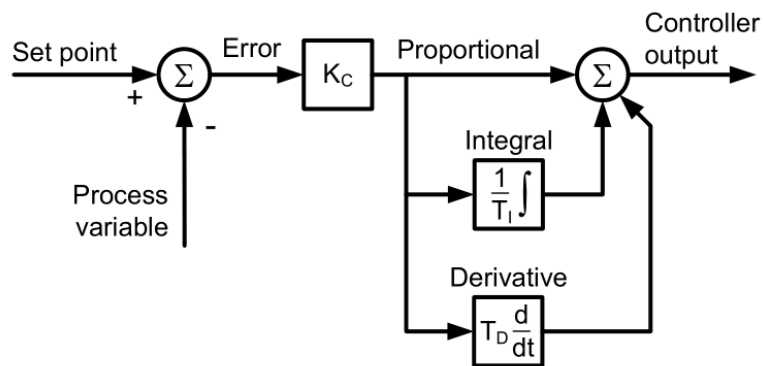 Set point
+
Σ
-
Process
variable
Error
K_C
Proportional
Σ
Controller
output
Integral
1
T_I ∫
Derivative
T_D d
dt